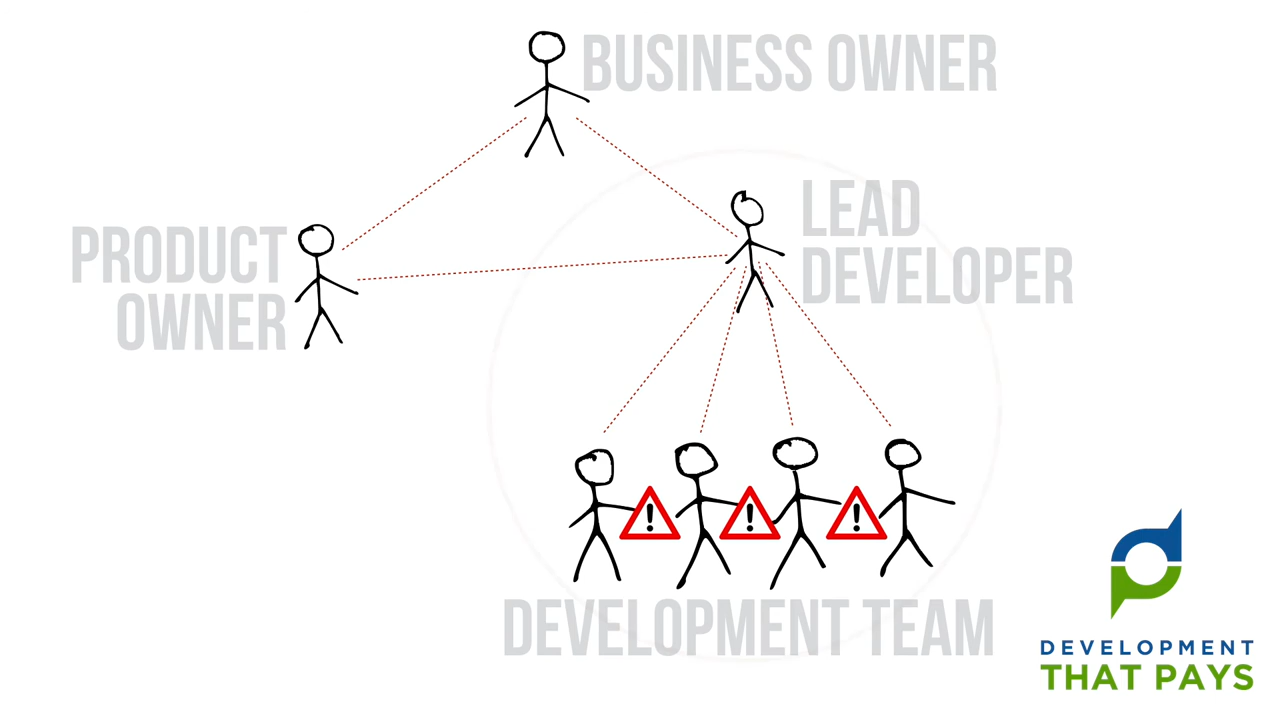 BUSINESS OWNER
LEAD
DEVELOPER
PRODUCT
OWNER
!
!
!
DEVELOPMENT TEAM
DEVELOPMENT
THAT PAYS